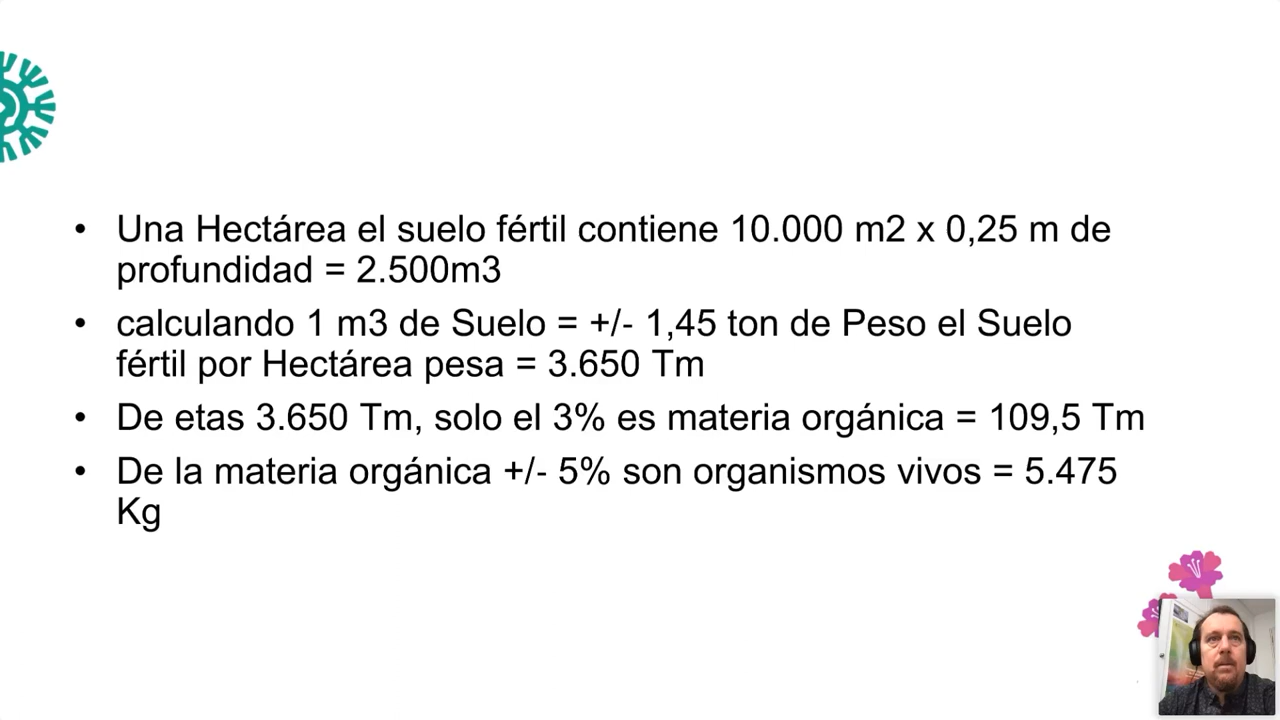 • Una Hectárea el suelo fértil contiene 10.000 m2 x 0,25 m de
profundidad = 2.500m3
• calculando 1 m3 de Suelo = +/- 1,45 ton de Peso el Suelo
fértil por Hectárea pesa = 3.650 Tm
• De etas 3.650 Tm, solo el 3% es materia orgánica = 109,5 Tm
• De la materia orgánica +/- 5% son organismos vivos = 5.475
Kg